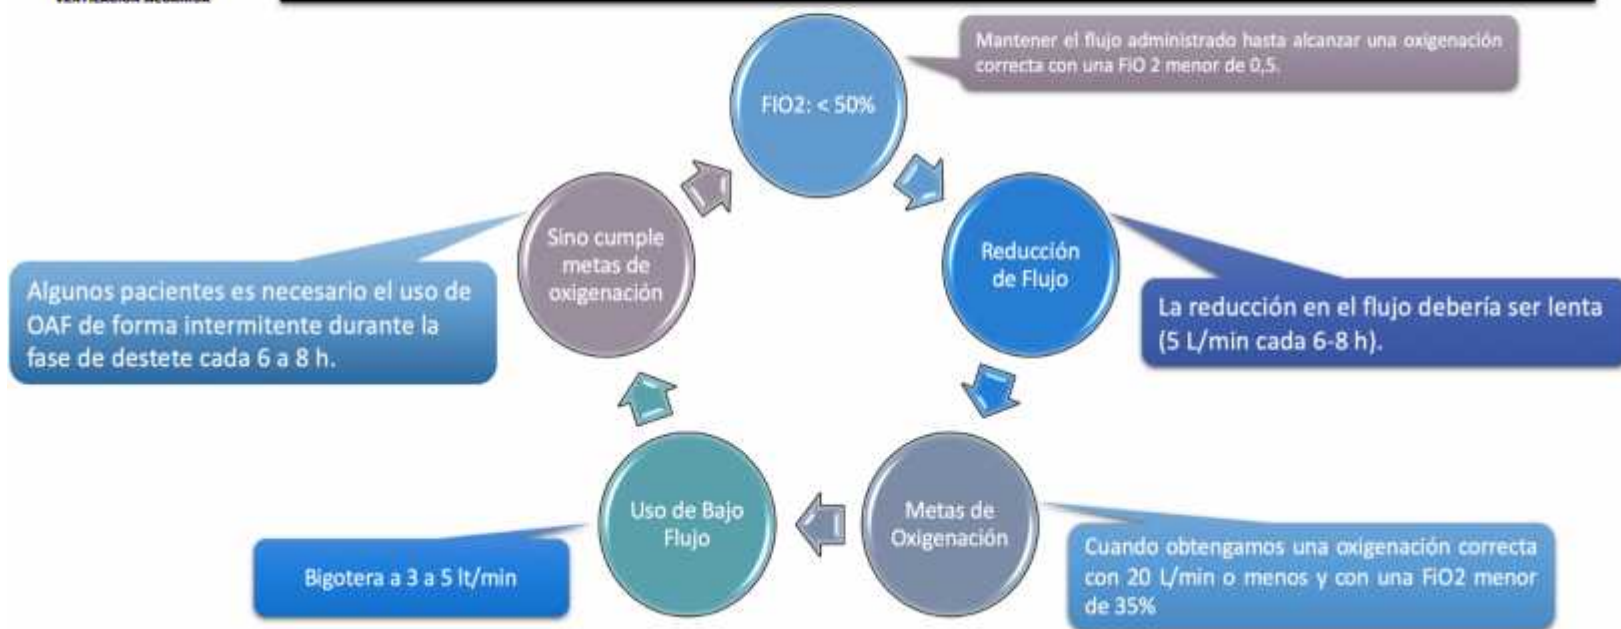 VENTILACIÓN MECÁNICA
FIO2: < 50%
Mantener el flujo administrado hasta alcanzar una oxigenación
correcta con una FiO 2 menor de 0,5.
Reducción
de Flujo
La reducción en el flujo debería ser lenta
(5 L/min cada 6-8 h).
Metas de
Oxigenación
Cuando obtengamos una oxigenación correcta
con 20 L/min o menos y con una FiO2 menor
de 35%
Uso de Bajo
Flujo
Bigotera a 3 a 5 lt/min
Sino cumple
metas de
oxigenación
Algunos pacientes es necesario el uso de
OAF de forma intermitente durante la
fase de destete cada 6 a 8 h.